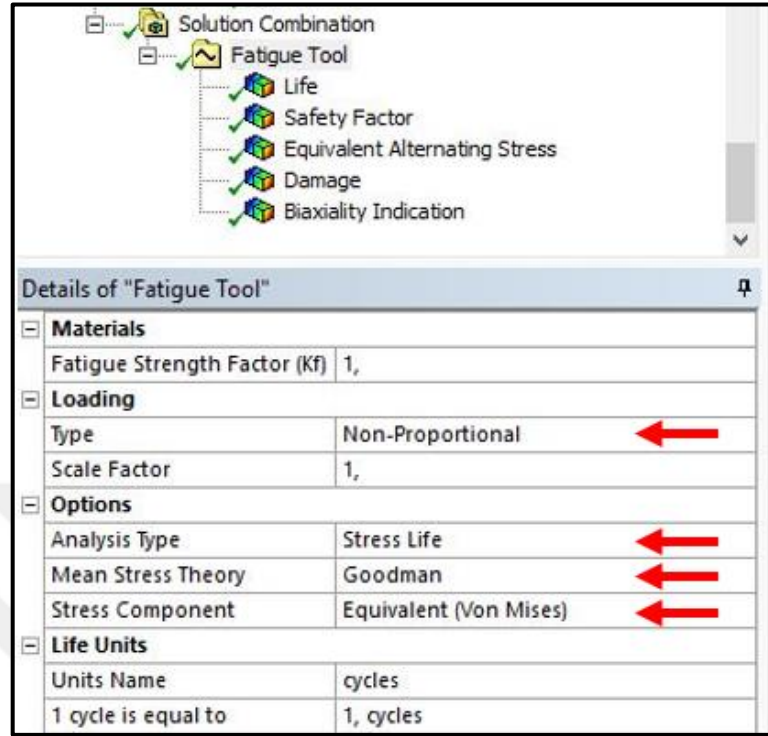 Solution Combination
Fatigue Tool
Life
Safety Factor
Equivalent Alternating Stress
Damage
Biaxiality Indication
Details of "Fatigue Tool"
Materials
Fatigue Strength Factor (Kf) 1,
Loading
Type Non-Proportional
Scale Factor 1,
Options
Analysis Type Stress Life
Mean Stress Theory Goodman
Stress Component Equivalent (Von Mises)
Life Units
Units Name cycles
1 cycle is equal to 1, cycles